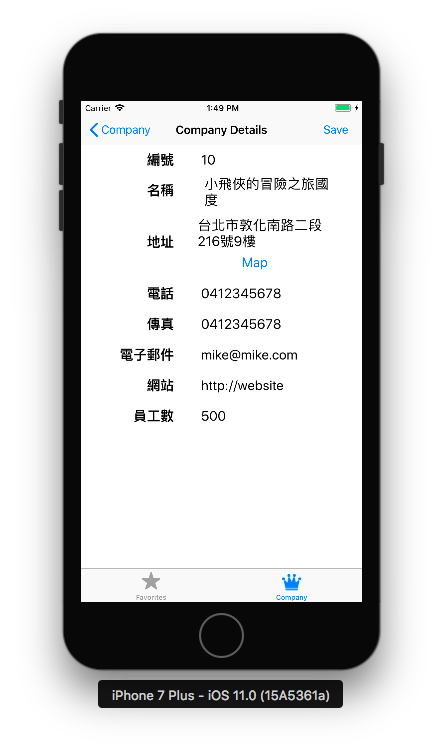 Carrier 1:49 PM
Company Company Details Save
編號 10
名稱 小飛俠的冒險之旅國
度
地址 台北市敦化南路二段
216號9樓
Map
電話 0412345678
傳真 0412345678
電子郵件 mike@mike.com
網站 http://website
員工數 500
Favorites Company
iPhone 7 Plus - iOS 11.0 (15A5361a)